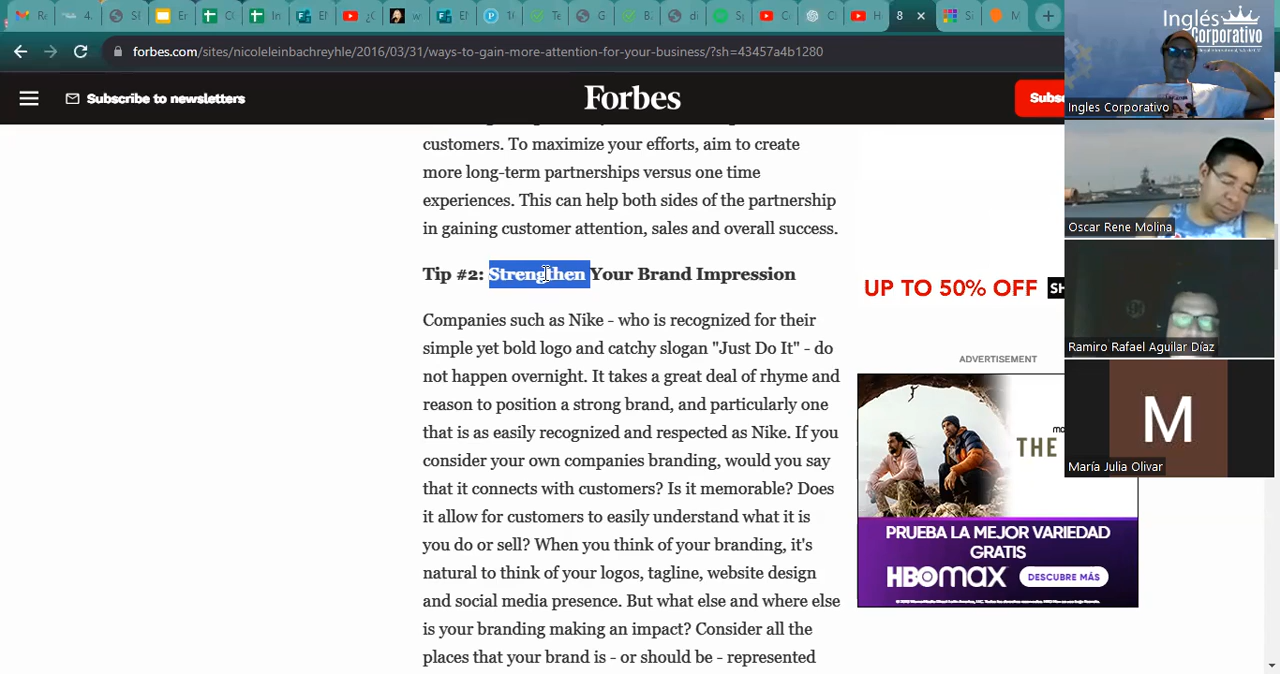 forbes.com/sites/nicoleleinbachreyhle/2016/03/31/ways-to-gain-more-attention-for-your-business/?sh=43457a4b1280
Subscribe to newsletters
Forbes
customers. To maximize your efforts, aim to create
more long-term partnerships versus one time
experiences. This can help both sides of the partnership
in gaining customer attention, sales and overall success.
Tip #2: Strengthen Your Brand Impression
Companies such as Nike - who is recognized for their
simple yet bold logo and catchy slogan "Just Do It" - do
not happen overnight. It takes a great deal of rhyme and
reason to position a strong brand, and particularly one
that is as easily recognized and respected as Nike. If you
consider your own companies branding, would you say
that it connects with customers? Is it memorable? Does
it allow for customers to easily understand what it is
you do or sell? When you think of your branding, it's
natural to think of your logos, tagline, website design
and social media presence. But what else and where else
is your branding making an impact? Consider all the
places that your brand is - or should be - represented
UP TO 50% OFF
ADVERTISEMENT
THE
PRUEBA LA MEJOR VARIEDAD
GRATIS
HBOmax
DESCUBRE MÁS
Inglés
Corporativo
Ingles Corporativo
Oscar Rene Molina
Ramiro Rafael Aguilar Díaz
M
María Julia Olivar